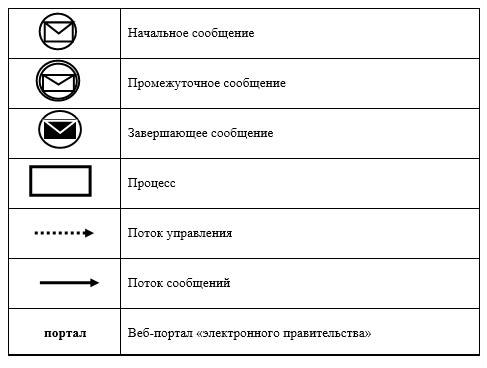 Начальное сообщение
Промежуточное сообщение
Завершающее сообщение
Процесс
Поток управления
Поток сообщений
портал Веб-портал «электронного правительства»